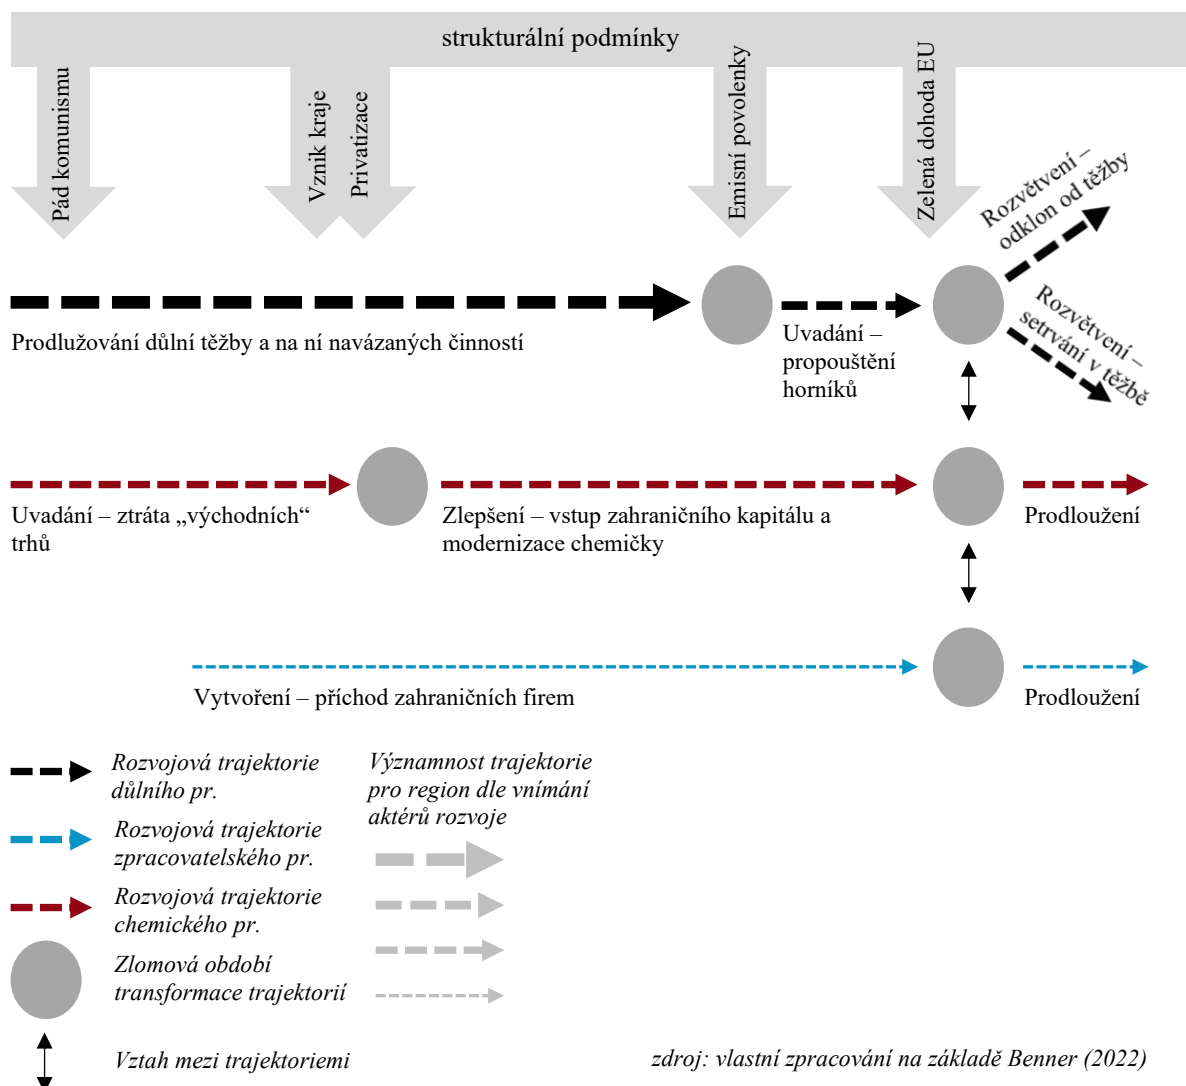 strukturální podmínky
Pád komunismu
Vznik kraje
Privatizace
Emisní povolenky
Zelená dohoda EU
Rozvětvení –
odklon od těžby
Rozvětvení –
setrvání v těžbě
Prodlužování důlní těžby a na ní navázaných činností
Uvadání –
propouštění
horníků
Uvadání – ztráta „východních“
trhů
Zlepšení – vstup zahraničního kapitálu a
modernizace chemičky
Prodloužení
Vytvoření – příchod zahraničních firem
Prodloužení
Rozvojová trajektorie
důlního pr.
Rozvojová trajektorie
zpracovatelského pr.
Rozvojová trajektorie
chemického pr.
Zlomová období
transformace trajektorií
Vztah mezi trajektoriemi
Významnost trajektorie
pro region dle vnímání
aktérů rozvoje
zdroj: vlastní zpracování na základě Benner (2022)